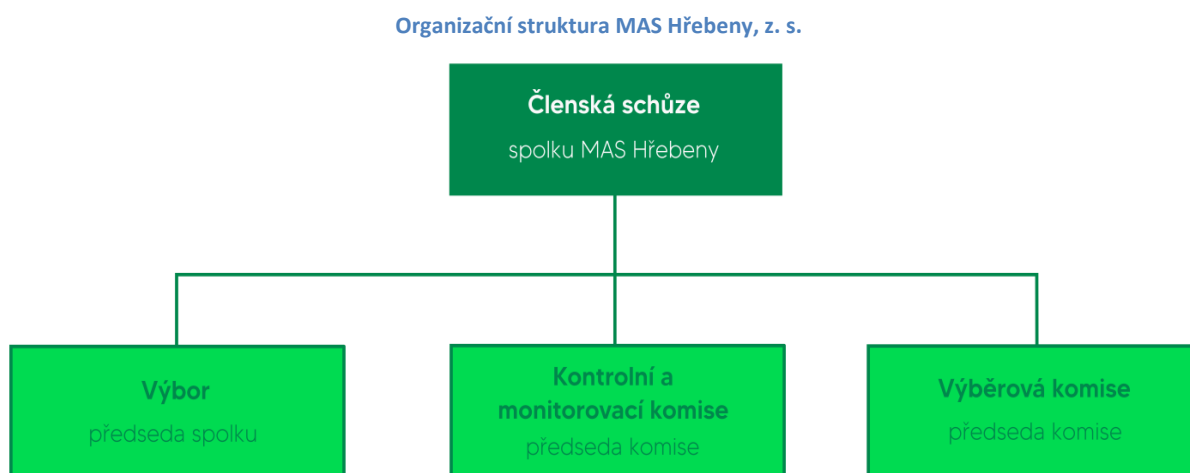 Organizační struktura MAS Hřebeny, z. s.
Členská schůze
spolku MAS Hřebeny
Výbor
předseda spolku
Kontrolní a
monitorovací komise
předseda komise
Výběrová komise
předseda komise